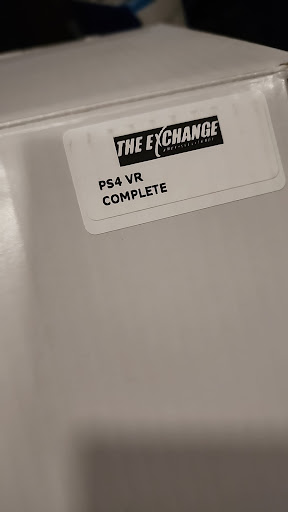 THE EXCHANGE
PS4 VR
COMPLETE